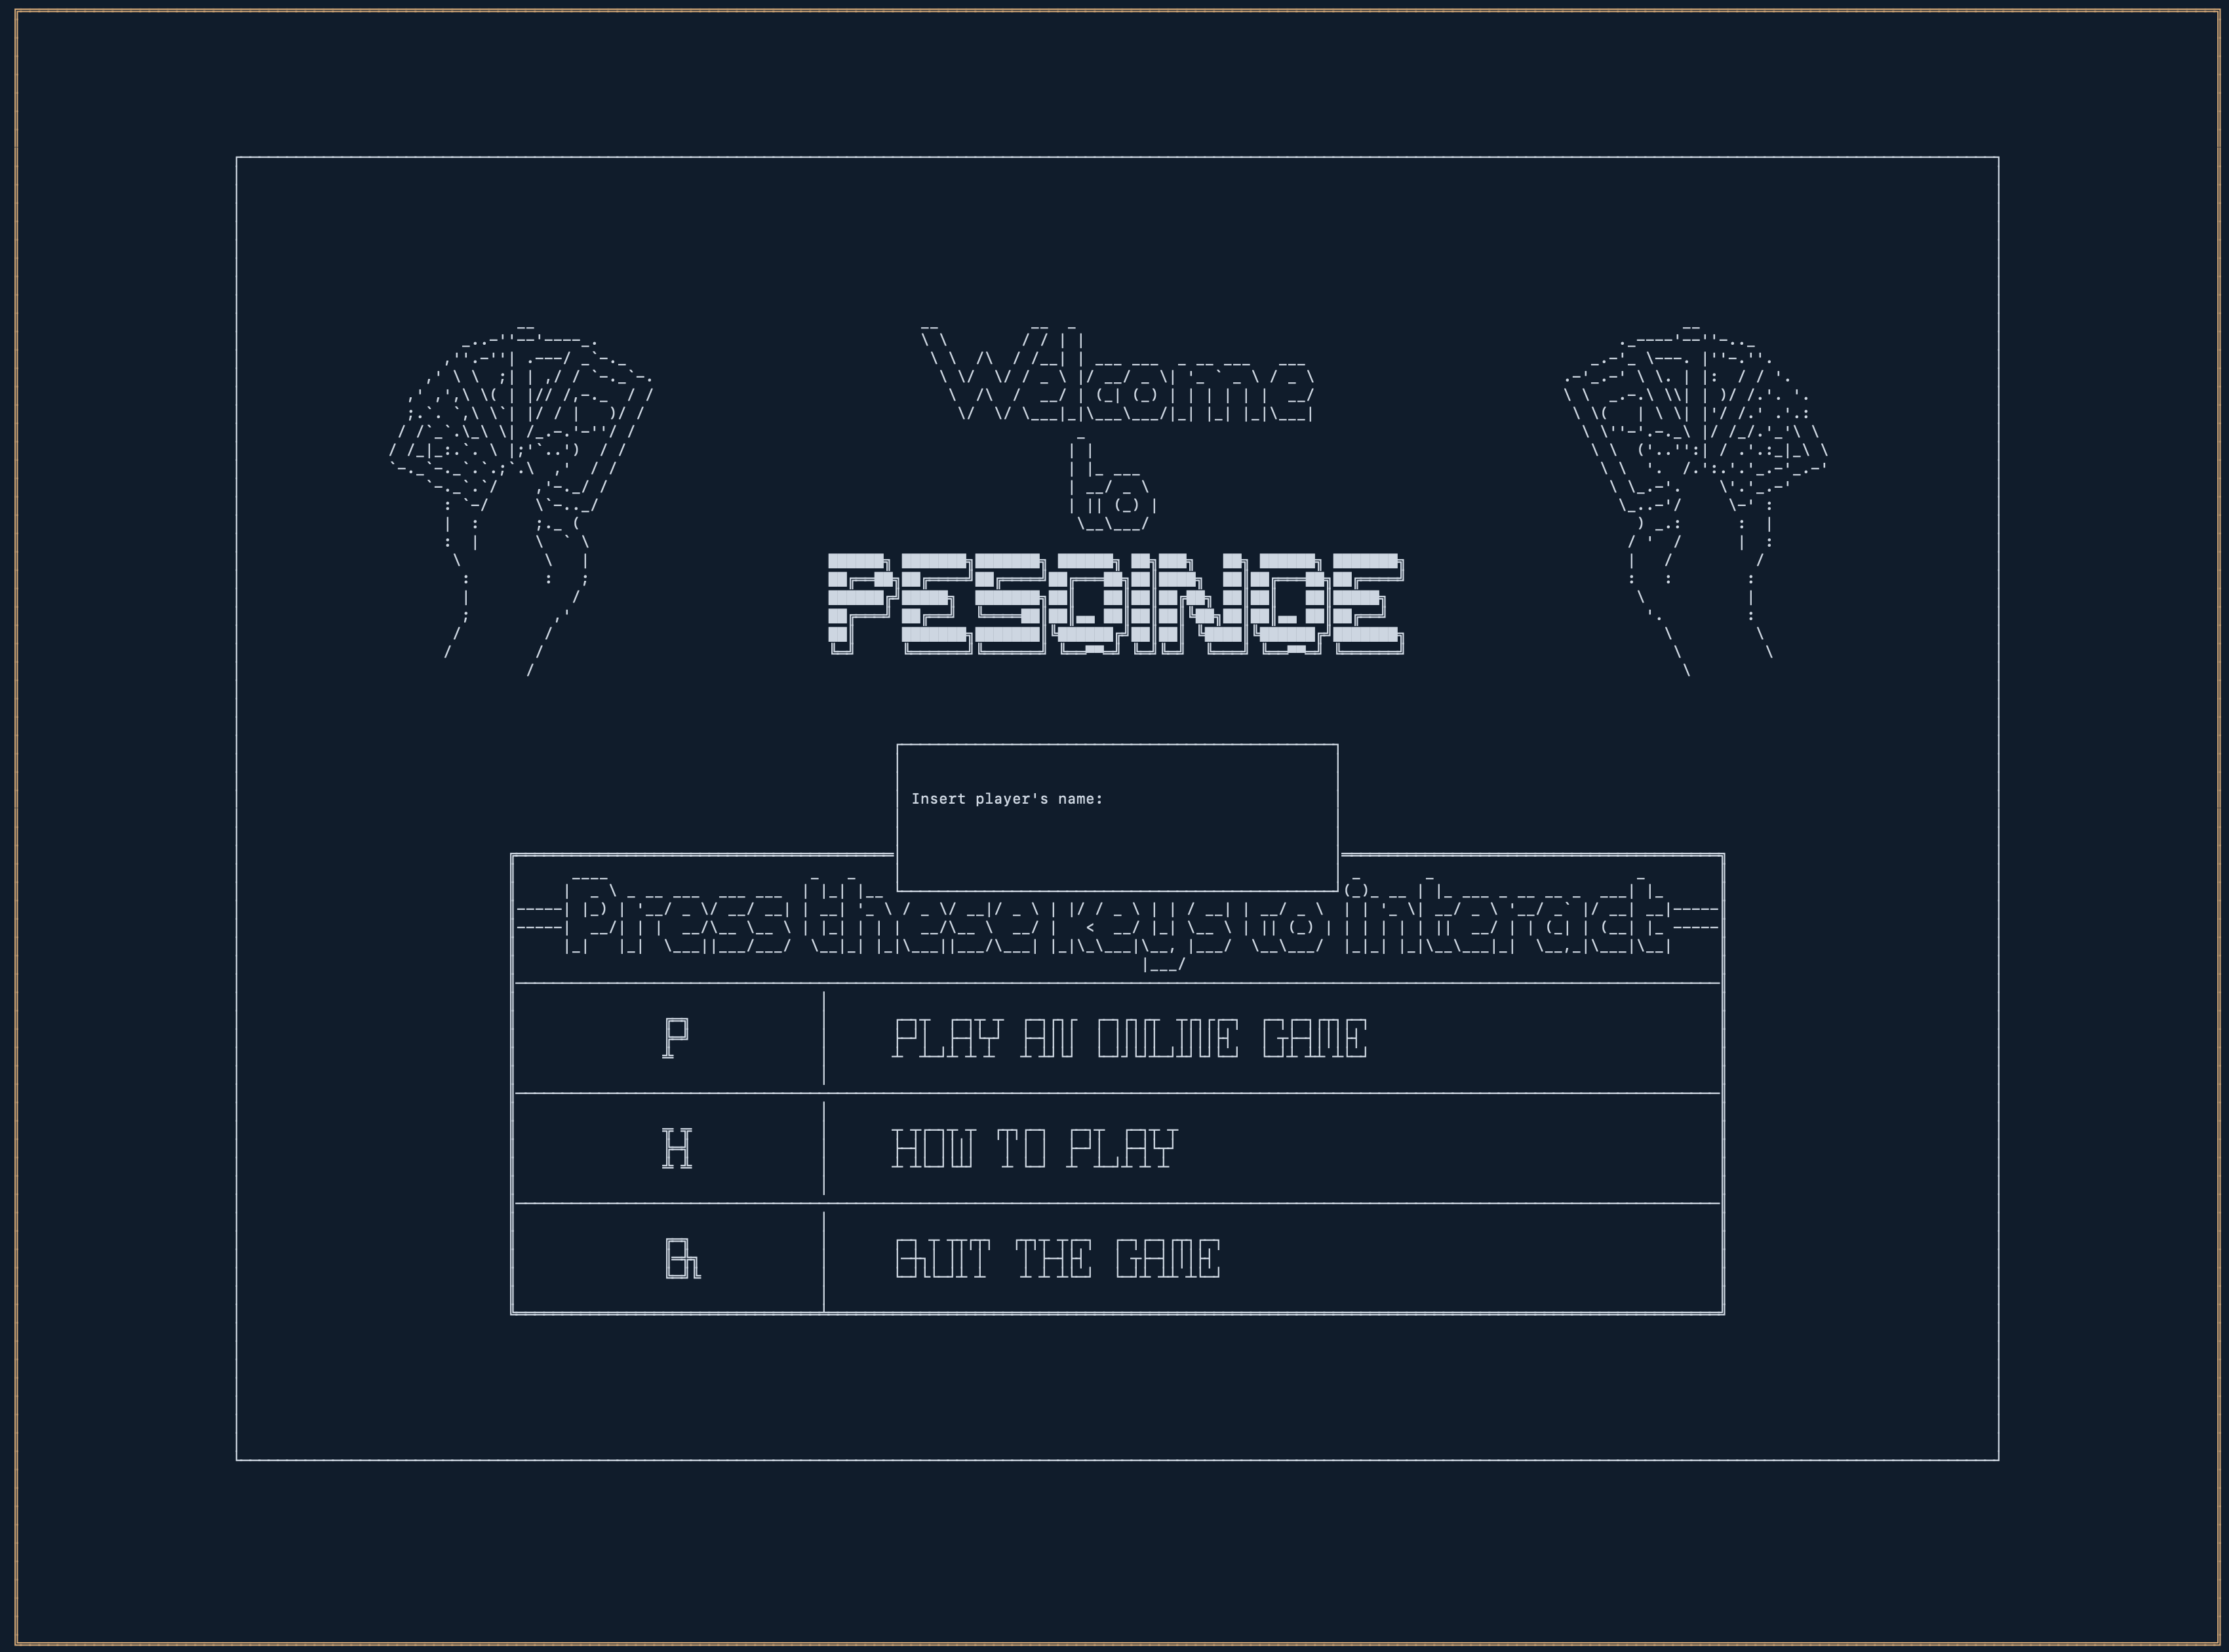 Welcome
to
PESQINQE
Insert player's name:
Press these keys to interact
P
PLAY AN ONLINE GAME
H
HOW TO PLAY
Q
QUIT THE GAME